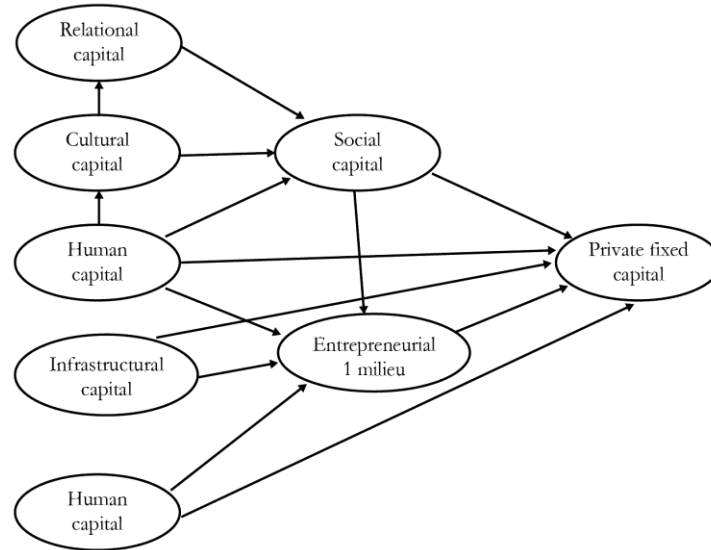 Relational
capital
Cultural
capital
Social
capital
Human
capital
Private fixed
capital
Infrastructural
capital
Entrepreneurial
1 milieu
Human
capital